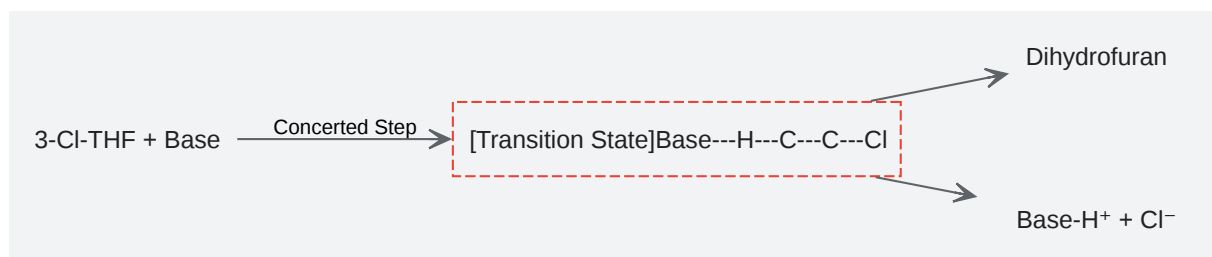 Dihydrofuran
3-Cl-THF + Base
Concerted Step
[Transition State]Base---H---C---C---Cl
Base-H⁺ + Cl⁻